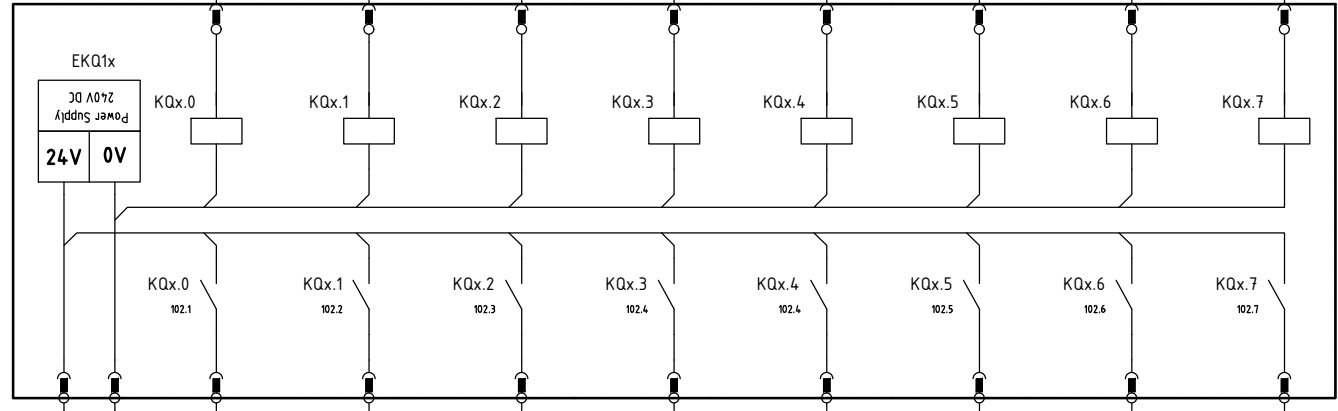 EKQ1x
Power Supply
240V DC
24V 0V
KQx.0 KQx.1 KQx.2 KQx.3 KQx.4 KQx.5 KQx.6 KQx.7
KQx.0 KQx.1 KQx.2 KQx.3 KQx.4 KQx.5 KQx.6 KQx.7
102.1 102.2 102.3 102.4 102.4 102.5 102.6 102.7